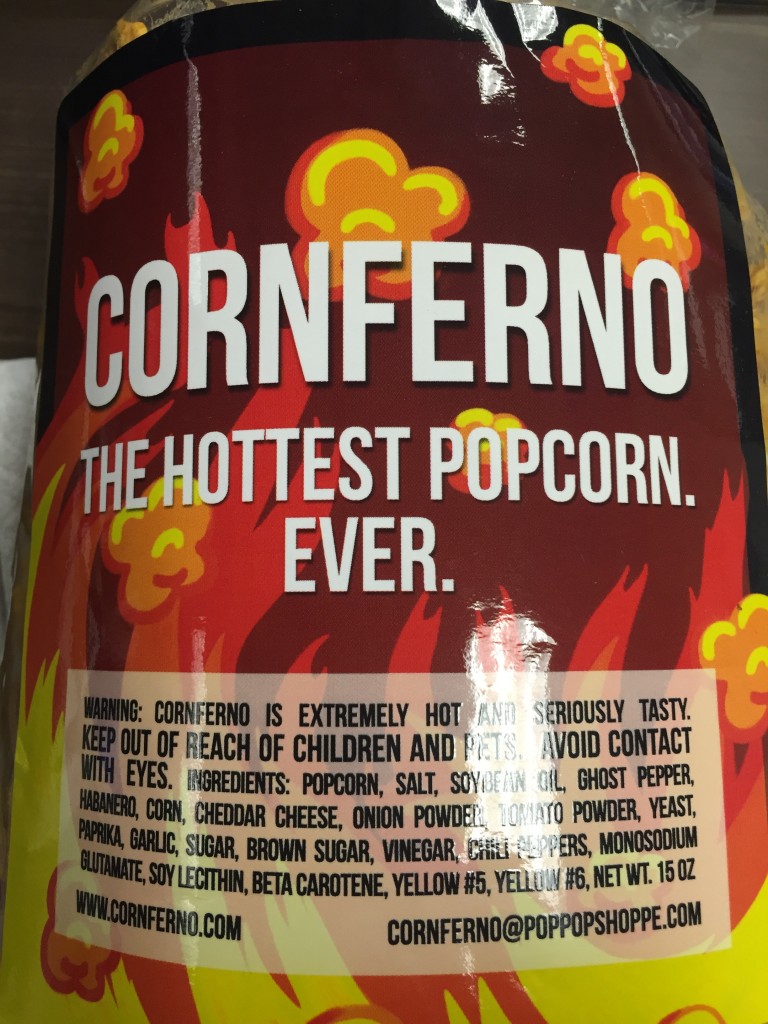 CORNFERNO
THE HOTTEST POPCORN.
EVER.
WARNING: CORNFERNO IS EXTREMELY HOT AND SERIOUSLY TASTY.
KEEP OUT OF REACH OF CHILDREN AND PETS. AVOID CONTACT
WITH EYES. INGREDIENTS: POPCORN, SALT, SOYBEAN OIL, GHOST PEPPER,
HABANERO, CORN, CHEDDAR CHEESE, ONION POWDER, TOMATO POWDER, YEAST,
PAPRIKA, GARLIC, SUGAR, BROWN SUGAR, VINEGAR, CHILI PEPPERS, MONOSODIUM
GLUTAMATE, SOY LECITHIN, BETA CAROTENE, YELLOW #5, YELLOW #6, NET WT. 15 OZ
WWW.CORNFERNO.COM
CORNFERNO@POPPOPSHOPPE.COM